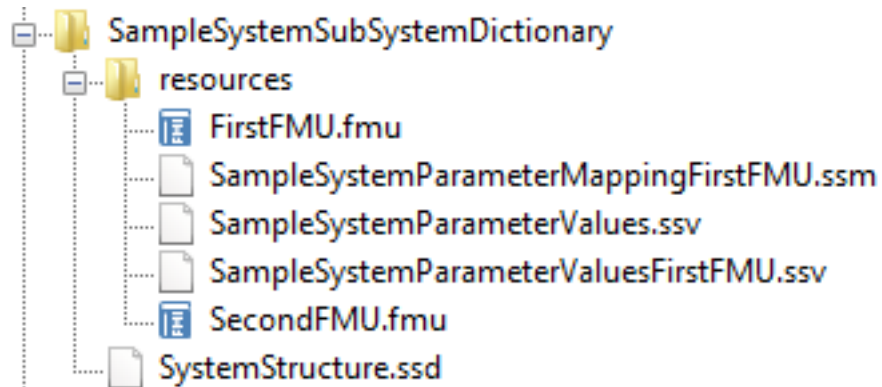 SampleSystemSubSystemDictionary
resources
FirstFMU.fmu
SampleSystemParameterMappingFirstFMU.ssm
SampleSystemParameterValues.ssv
SampleSystemParameterValuesFirstFMU.ssv
SecondFMU.fmu
SystemStructure.ssd